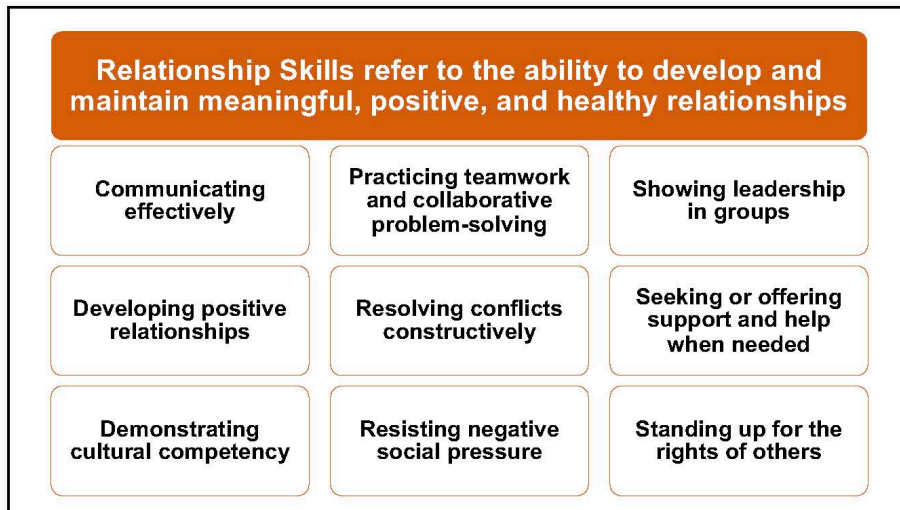 Relationship Skills refer to the ability to develop and
maintain meaningful, positive, and healthy relationships
Communicating
effectively
Practicing teamwork
and collaborative
problem-solving
Showing leadership
in groups
Developing positive
relationships
Resolving conflicts
constructively
Seeking or offering
support and help
when needed
Demonstrating
cultural competency
Resisting negative
social pressure
Standing up for the
rights of others